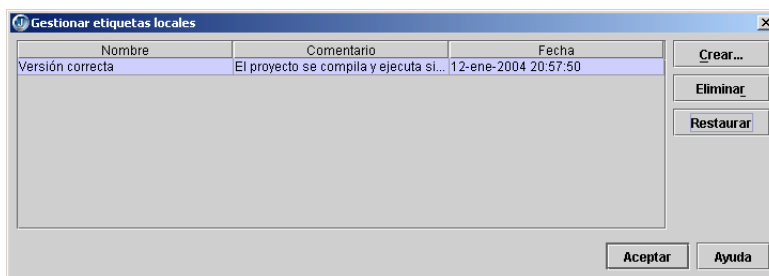 Gestionar etiquetas locales
Nombre Comentario Fecha
Versión correcta El proyecto se compila y ejecuta si... 12-ene-2004 20:57:50
Crear...
Eliminar
Restaurar
Aceptar Ayuda